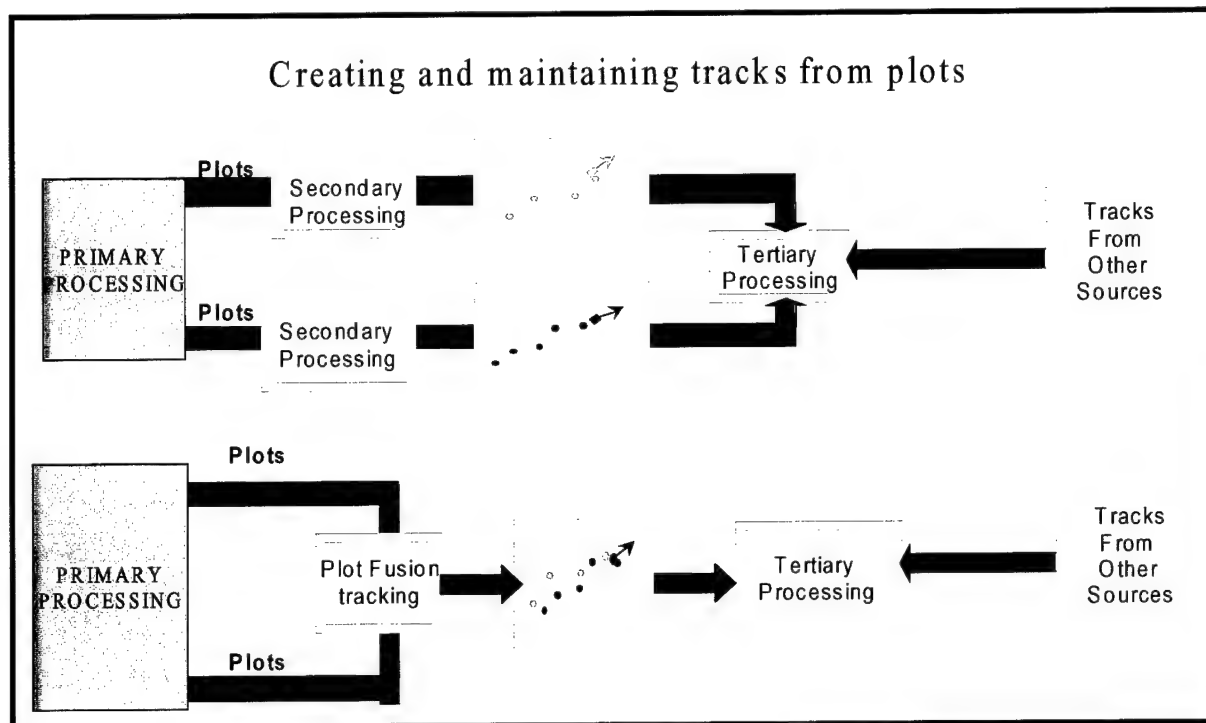 Creating and maintaining tracks from plots
Plots
Secondary
Processing
PRIMARY
PROCESSING
Plots
Secondary
Processing
Tertiary
Processing
Tracks
From
Other
Sources
Plots
PRIMARY
PROCESSING
Plot Fusion
tracking
Plots
Tertiary
Processing
Tracks
From
Other
Sources